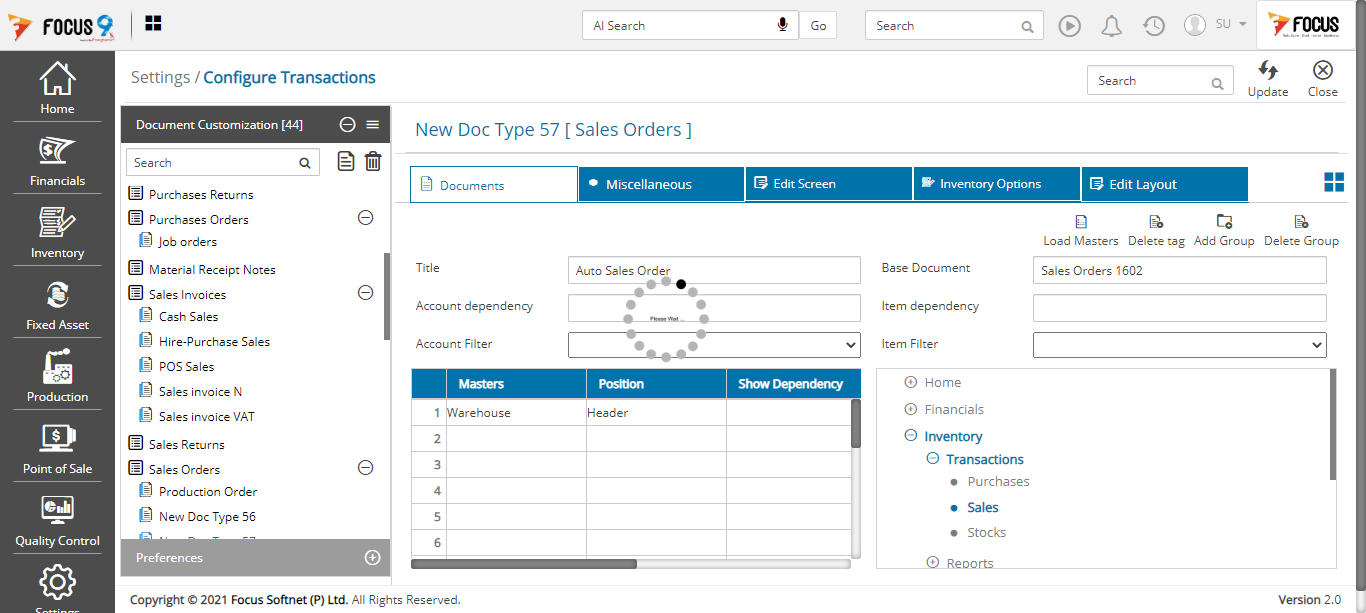 FOCUS 9
AI Search
Go
Search
SU
FOCUS
Home
Financials
Inventory
Fixed Asset
Production
Point of Sale
Quality Control
Settings
Settings / Configure Transactions
Search
Update
Close
Document Customization [44]
Search
Purchases Returns
Purchases Orders
Job orders
Material Receipt Notes
Sales Invoices
Cash Sales
Hire-Purchase Sales
POS Sales
Sales invoice N
Sales invoice VAT
Sales Returns
Sales Orders
Production Order
New Doc Type 56
New Doc Type 57
Preferences
New Doc Type 57 [ Sales Orders ]
Documents
Miscellaneous
Edit Screen
Inventory Options
Edit Layout
Load Masters
Delete tag
Add Group
Delete Group
Title
Auto Sales Order
Base Document
Sales Orders 1602
Account dependency
Item dependency
Please Wait ...
Account Filter
Item Filter
Masters Position Show Dependency
1 Warehouse Header
2
3
4
5
6
Home
Financials
Inventory
Transactions
Purchases
Sales
Stocks
Reports
Copyright © 2021 Focus Softnet (P) Ltd. All Rights Reserved.
Version 2.0